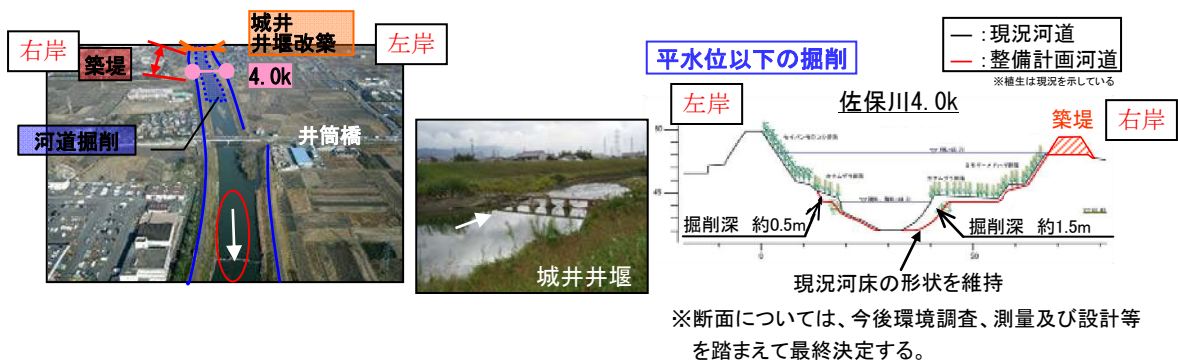 城井
井堰改築
右岸
左岸
築堤
4.0k
河道掘削
井筒橋
城井井堰
平水位以下の掘削
―：現況河道
―：整備計画河道
※植生は現況を示している
左岸
佐保川4.0k
築堤
右岸
掘削深 約0.5m
掘削深 約1.5m
0
現況河床の形状を維持
※断面については、今後環境調査、測量及び設計等
を踏まえて最終決定する。